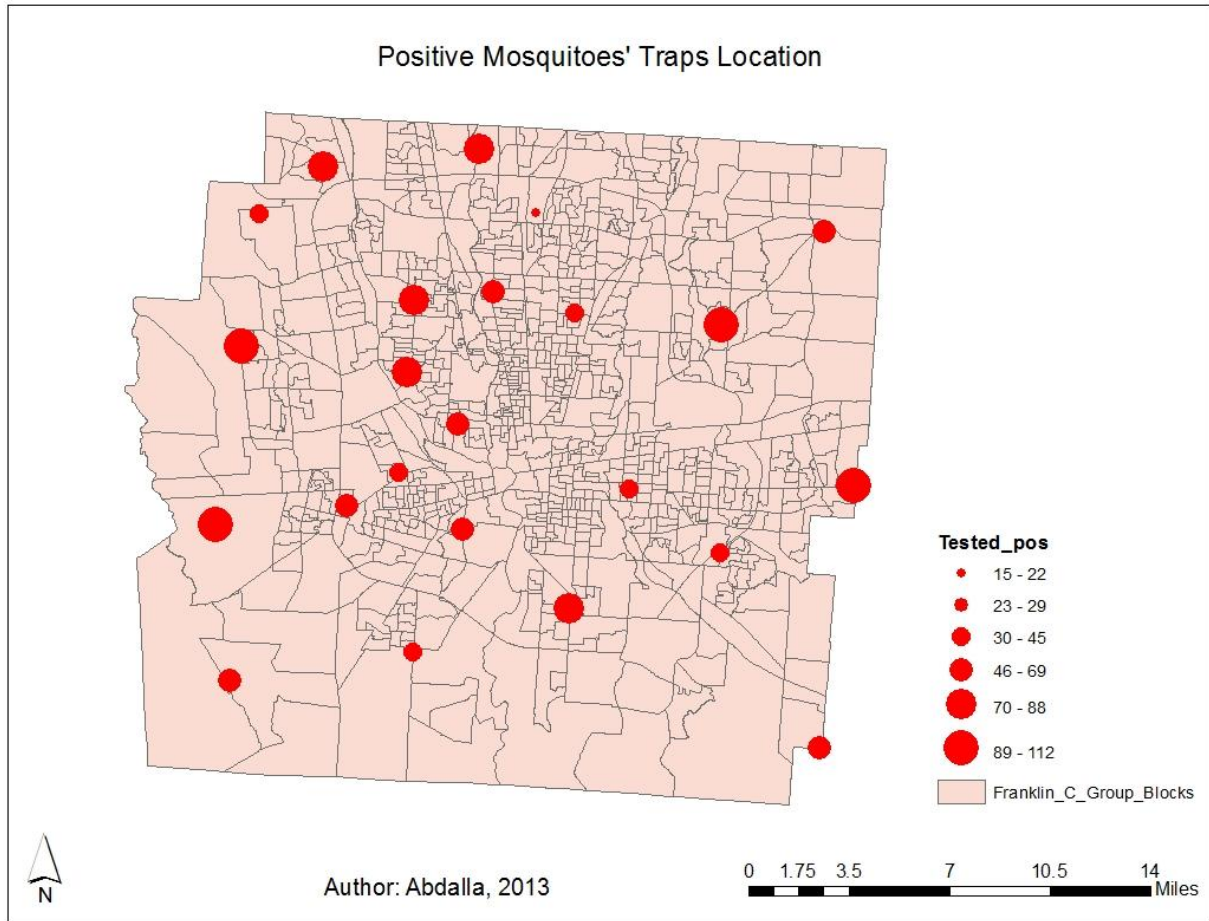 Positive Mosquitoes' Traps Location
Tested_pos
15 - 22
23 - 29
30 - 45
46 - 69
70 - 88
89 - 112
Franklin_C_Group_Blocks
N
Author: Abdalla, 2013
0 1.75 3.5 7 10.5 14
Miles